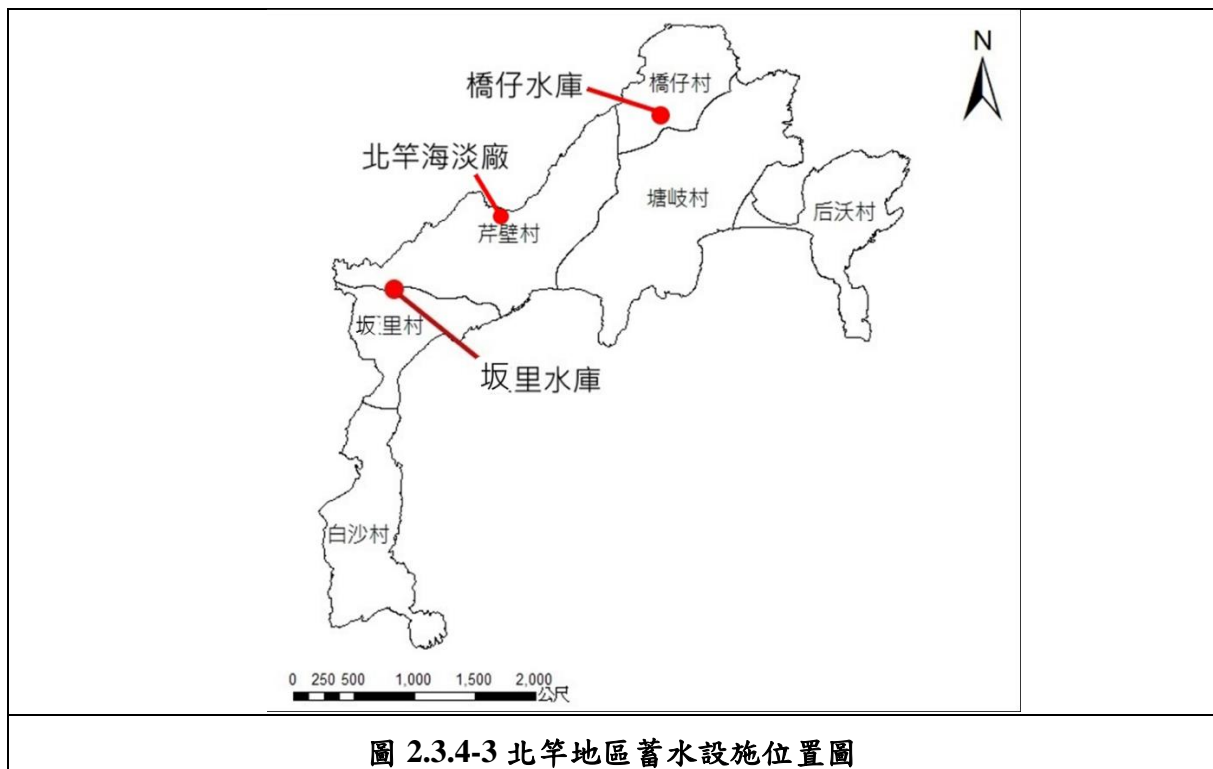 N
橋仔水庫
橋仔村
北竿海淡廠
塘岐村
后沃村
芹壁村
坂里村
坂里水庫
白沙村
0 250 500 1,000 1,500 2,000
公尺
圖 2.3.4-3 北竿地區蓄水設施位置圖